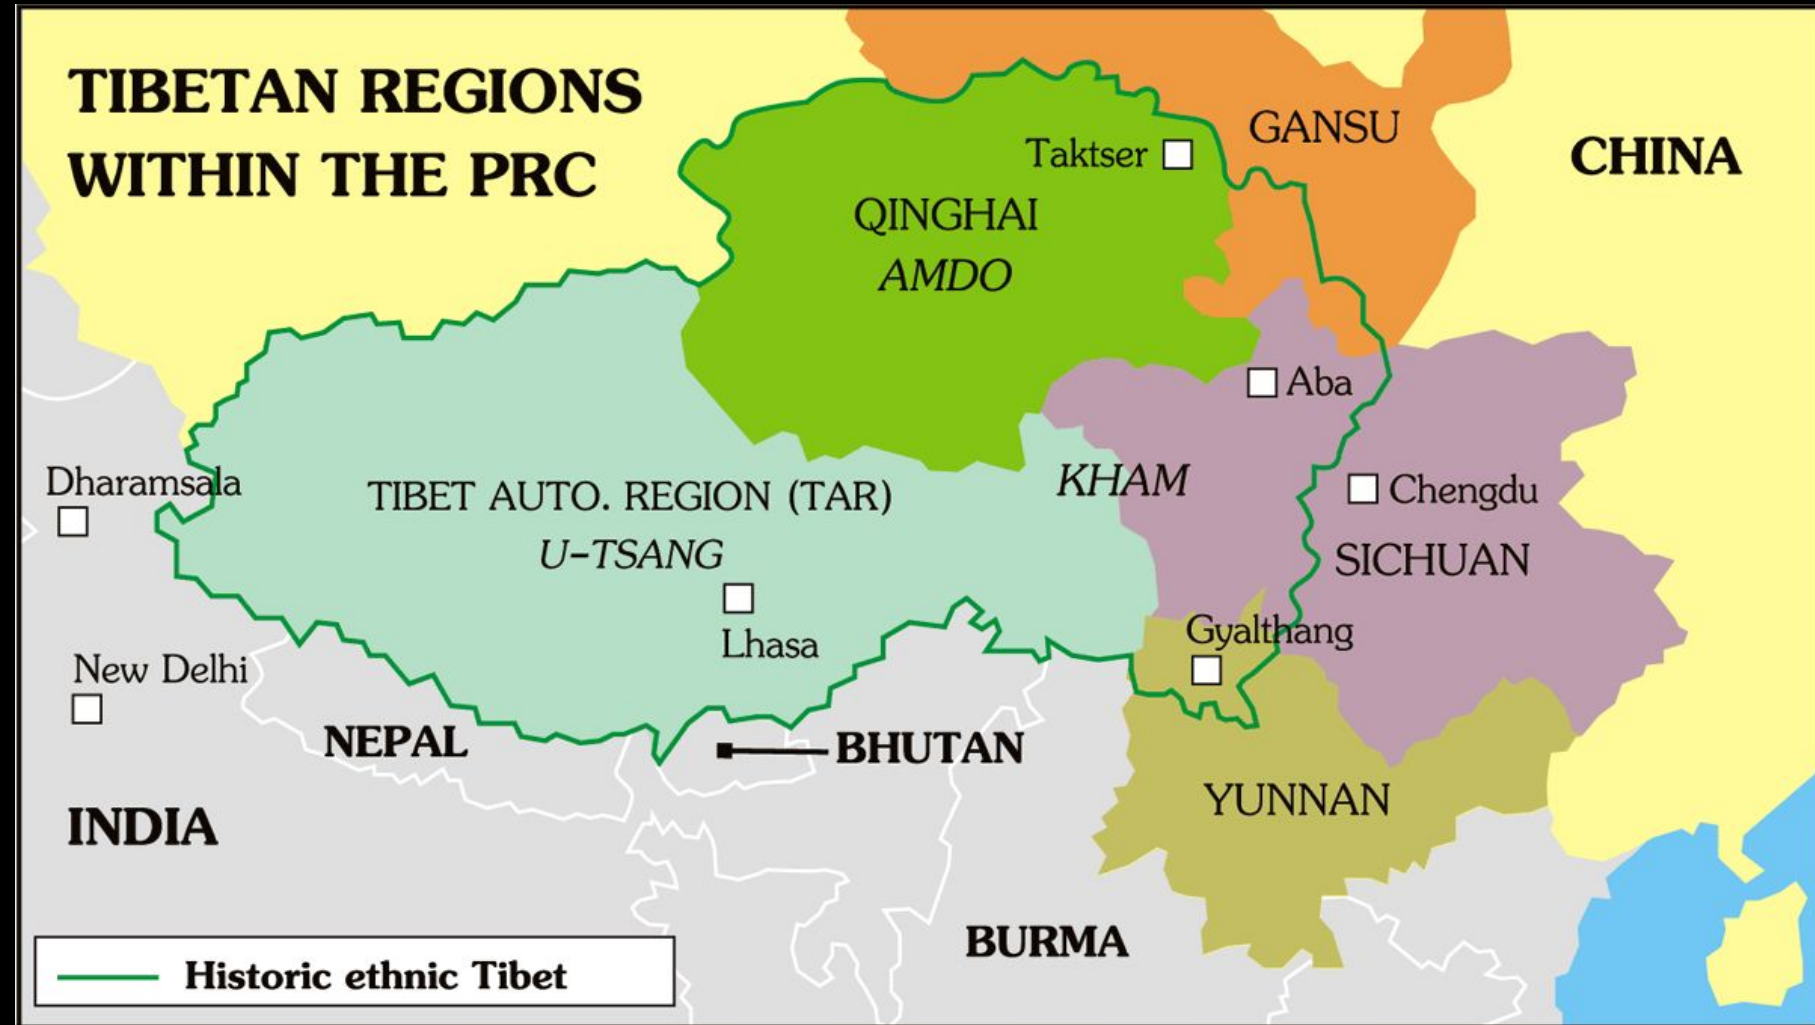 TIBETAN REGIONS
WITHIN THE PRC
GANSU
CHINA
Taktser
QINGHAI
AMDO
Aba
Dharamsala
TIBET AUTO. REGION (TAR)
U-TSANG
KHAM
Chengdu
SICHUAN
Lhasa
Gyalthang
New Delhi
NEPAL
BHUTAN
YUNNAN
INDIA
BURMA
Historic ethnic Tibet